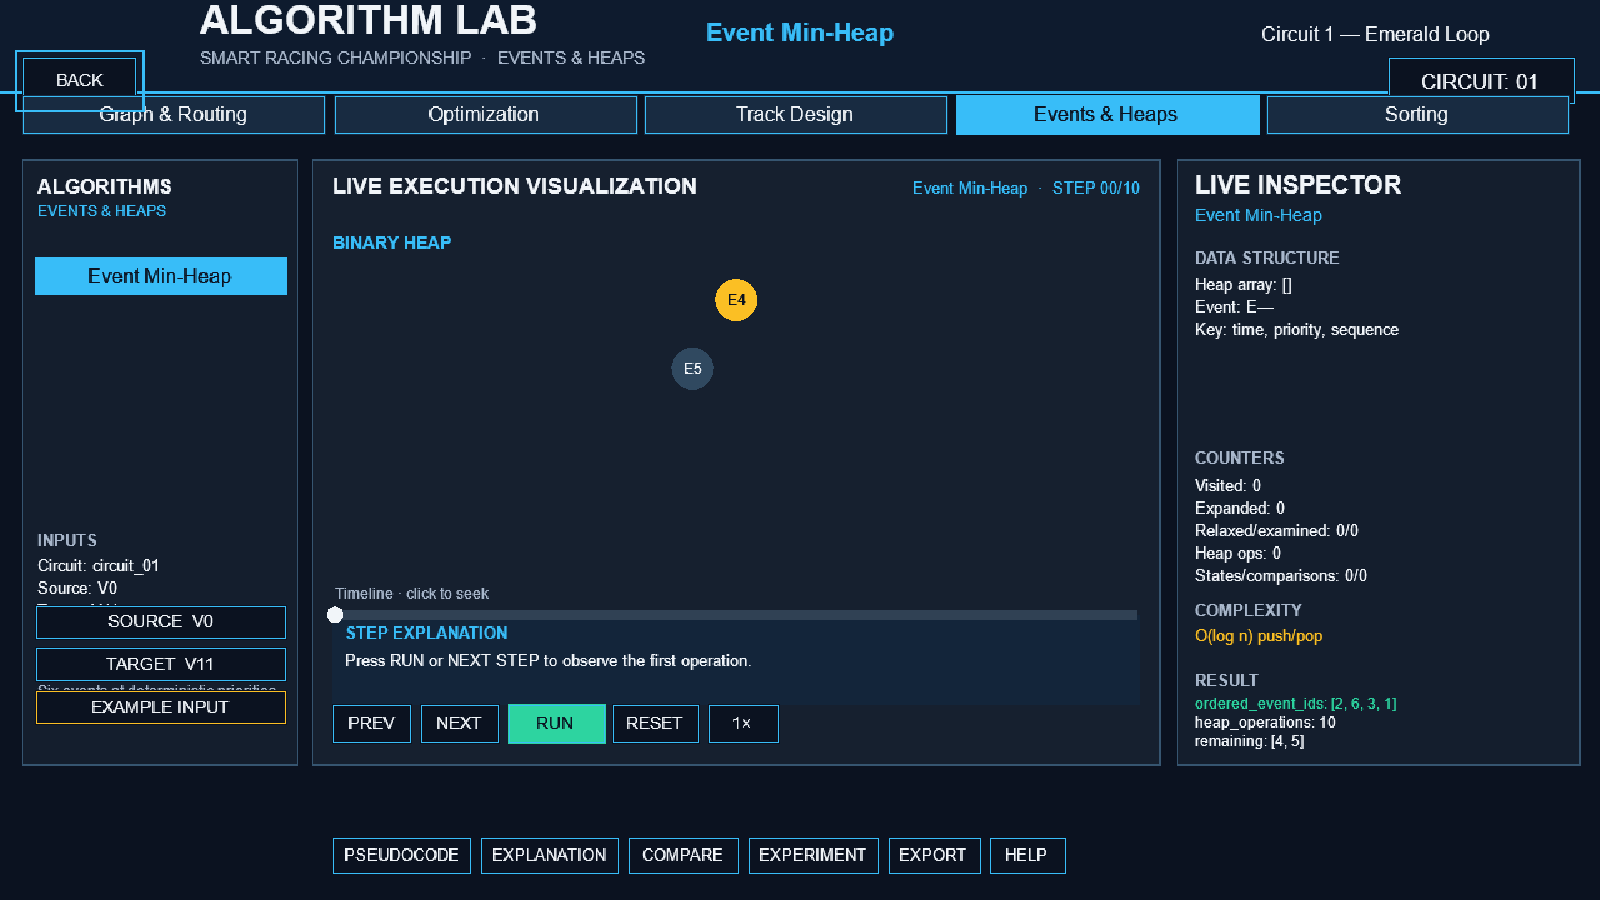 ALGORITHM LAB
SMART RACING CHAMPIONSHIP · EVENTS & HEAPS
Event Min-Heap
Circuit 1 — Emerald Loop
BACK
CIRCUIT: 01
Graph & Routing
Optimization
Track Design
Events & Heaps
Sorting
ALGORITHMS
EVENTS & HEAPS
Event Min-Heap
INPUTS
Circuit: circuit_01
Source: V0
SOURCE V0
TARGET V11
Six events at deterministic priorities
EXAMPLE INPUT
LIVE EXECUTION VISUALIZATION
Event Min-Heap · STEP 00/10
BINARY HEAP
E4
E5
Timeline · click to seek
STEP EXPLANATION
Press RUN or NEXT STEP to observe the first operation.
PREV
NEXT
RUN
RESET
1×
LIVE INSPECTOR
Event Min-Heap
DATA STRUCTURE
Heap array: []
Event: E—
Key: time, priority, sequence
COUNTERS
Visited: 0
Expanded: 0
Relaxed/examined: 0/0
Heap ops: 0
States/comparisons: 0/0
COMPLEXITY
O(log n) push/pop
RESULT
ordered_event_ids: [2, 6, 3, 1]
heap_operations: 10
remaining: [4, 5]
PSEUDOCODE
EXPLANATION
COMPARE
EXPERIMENT
EXPORT
HELP